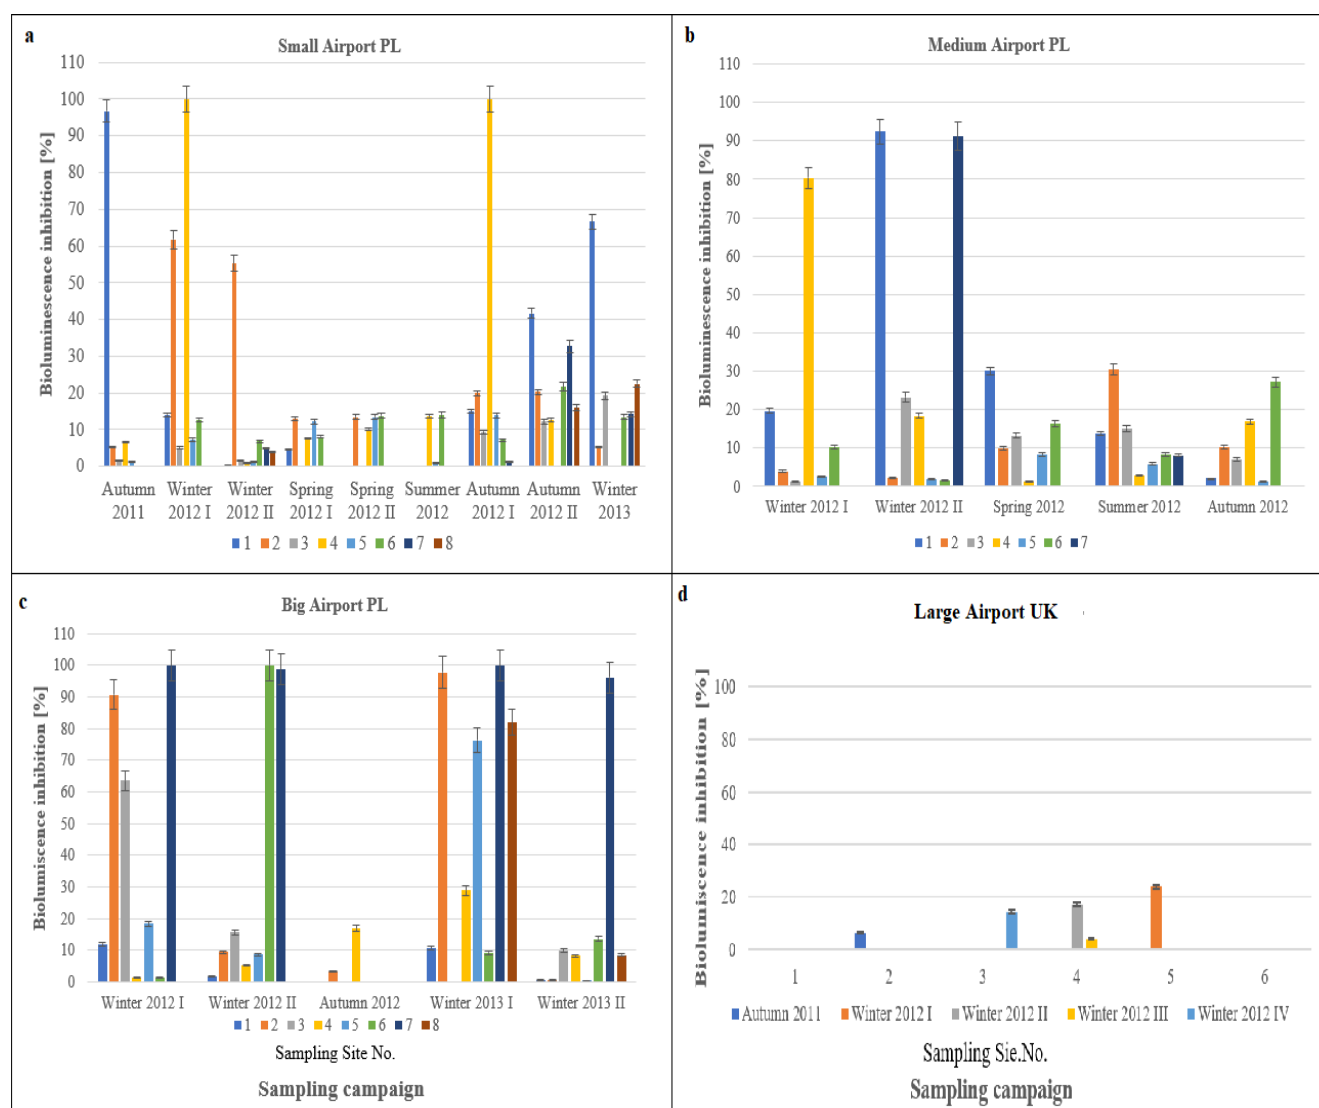 a
Small Airport PL
Bioluminescence inhibition [%]
110
100
90
80
70
60
50
40
30
20
10
0
Autumn 2011
Winter 2012 I
Winter 2012 II
Spring 2012 I
Spring 2012 II
Summer 2012
Autumn 2012 I
Autumn 2012 II
Winter 2013
1 2 3 4 5 6 7 8
b
Medium Airport PL
Bioluminescence inhibition [%]
110
100
90
80
70
60
50
40
30
20
10
0
Winter 2012 I
Winter 2012 II
Spring 2012
Summer 2012
Autumn 2012
1 2 3 4 5 6 7
c
Big Airport PL
Biolumiscence inhibition [%]
110
100
90
80
70
60
50
40
30
20
10
0
Winter 2012 I
Winter 2012 II
Autumn 2012
Winter 2013 I
Winter 2013 II
1 2 3 4 5 6 7 8
Sampling Site No.
Sampling campaign
d
Large Airport UK
Biolumiscence inhibition [%]
100
80
60
40
20
0
1 2 3 4 5 6
Autumn 2011 Winter 2012 I Winter 2012 II Winter 2012 III Winter 2012 IV
Sampling Sie.No.
Sampling campaign